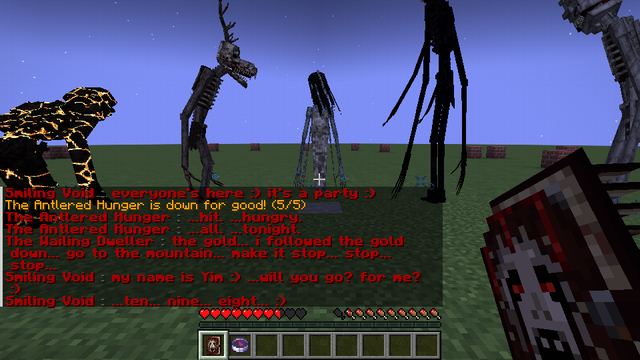 Smiling Void : everyone's here :) it's a party :)
The Antlered Hunger is down for good! (5/5)
The Antlered Hunger : ...hit. ...hungry.
The Antlered Hunger : ...all. ...tonight.
The Wailing Dweller : the gold... i followed the gold
down... go to the mountain... make it stop... stop...
stop...
Smiling Void : my name is Yim :) ...will you go? for me?
:)
Smiling Void : ...ten... nine... eight... :)